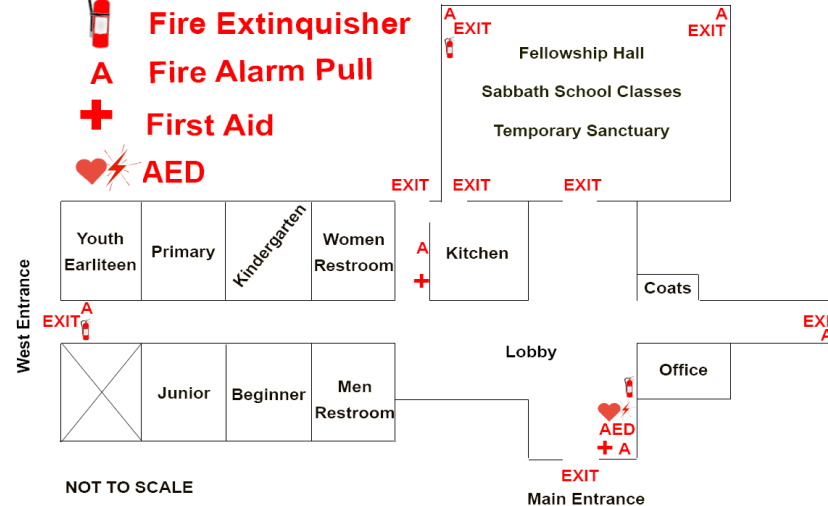 Fire Extinguisher
A Fire Alarm Pull
First Aid
AED
A
EXIT
A
EXIT
Fellowship Hall
Sabbath School Classes
Temporary Sanctuary
EXIT
EXIT
EXIT
Youth
Earliteen
Primary
Kindergarten
Women
Restroom
A
Kitchen
Coats
West Entrance
A
EXIT
Lobby
Office
Junior
Beginner
Men
Restroom
AED
A
EXIT
Main Entrance
NOT TO SCALE